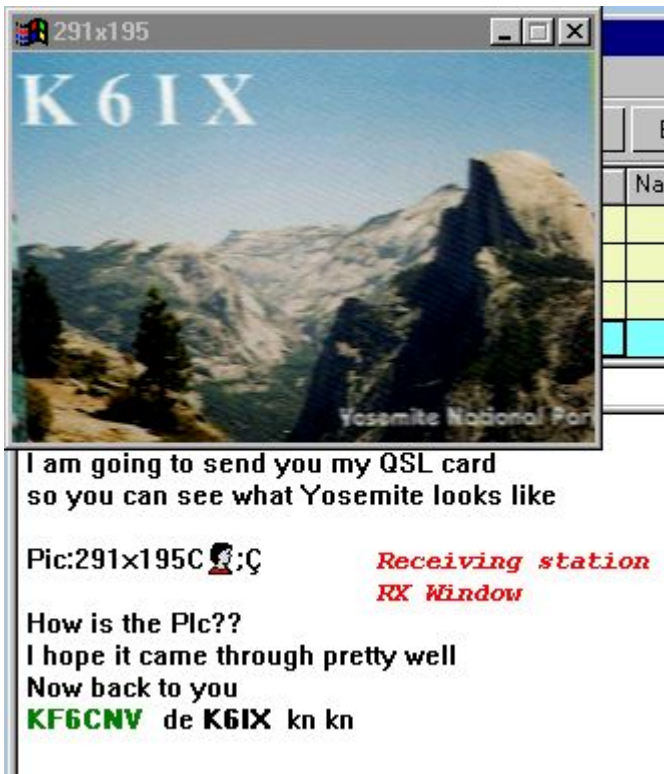 291x195
K6IX
Yosemite National Par
Na
I am going to send you my QSL card
so you can see what Yosemite looks like
Pic:291x195C ;Ç
Receiving station
RX Window
How is the PIc??
I hope it came through pretty well
Now back to you
KF6CNV de K6IX kn kn